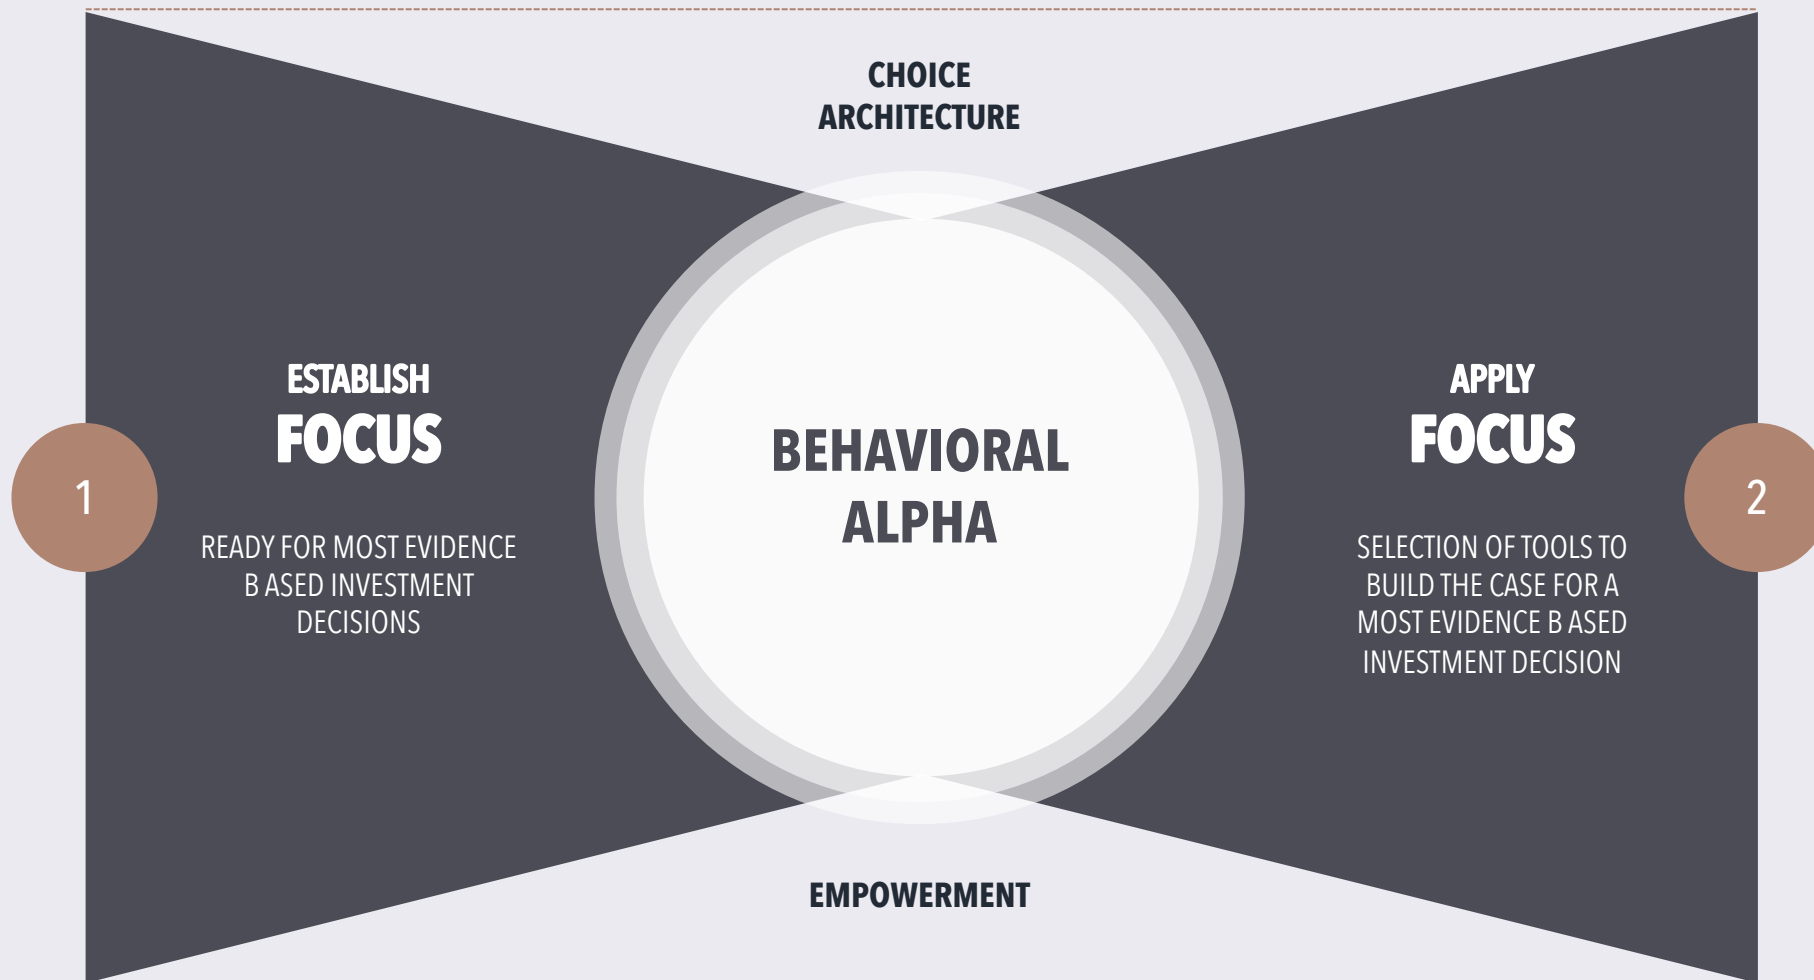 CHOICE
ARCHITECTURE
1
ESTABLISH
FOCUS
READY FOR MOST EVIDENCE
B ASED INVESTMENT
DECISIONS
BEHAVIORAL
ALPHA
APPLY
FOCUS
SELECTION OF TOOLS TO
BUILD THE CASE FOR A
MOST EVIDENCE B ASED
INVESTMENT DECISION
2
EMPOWERMENT